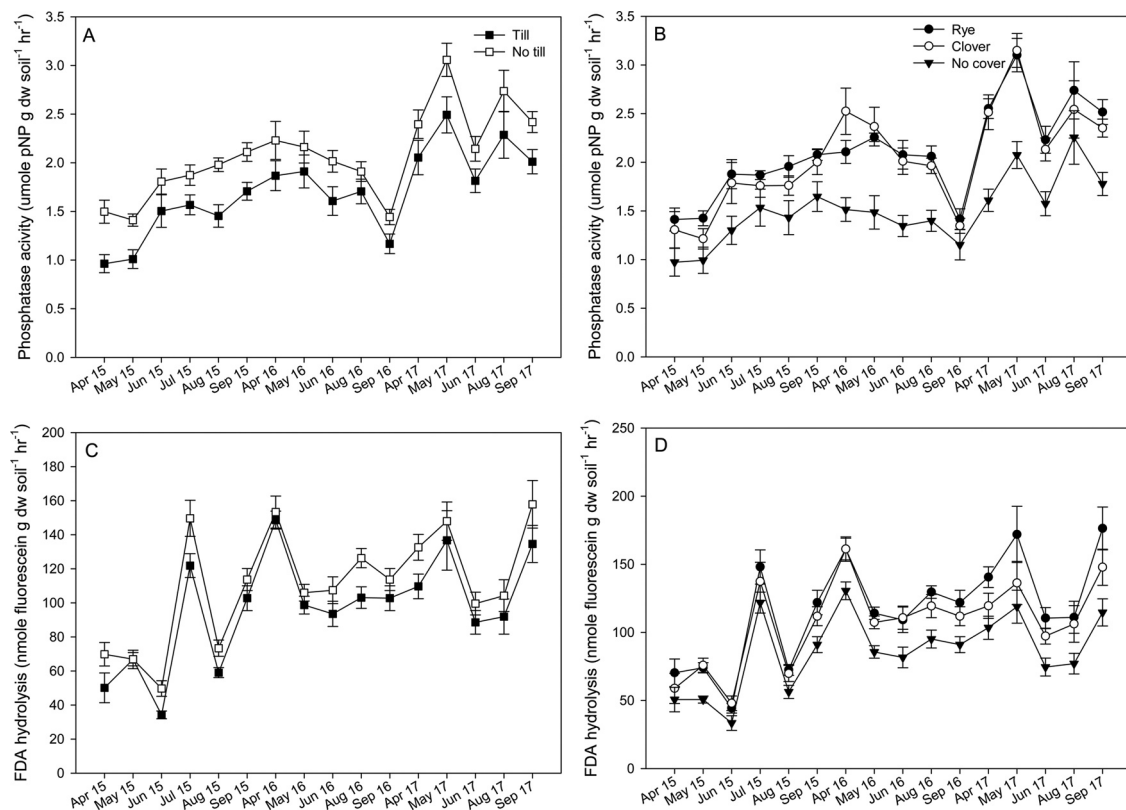 A
Till
No till
Phosphatase acivity (umole pNP g dw soil⁻¹ hr⁻¹)
3.5
3.0
2.5
2.0
1.5
1.0
0.5
0.0
Apr 15
May 15
Jun 15
Jul 15
Aug 15
Sep 15
Apr 16
May 16
Jun 16
Aug 16
Sep 16
Apr 17
May 17
Jun 17
Aug 17
Sep 17
B
Rye
Clover
No cover
Phosphatase acivity (umole pNP g dw soil⁻¹ hr⁻¹)
3.5
3.0
2.5
2.0
1.5
1.0
0.5
0.0
Apr 15
May 15
Jun 15
Jul 15
Aug 15
Sep 15
Apr 16
May 16
Jun 16
Aug 16
Sep 16
Apr 17
May 17
Jun 17
Aug 17
Sep 17
C
FDA hydrolysis (nmole fluorescein g dw soil⁻¹ hr⁻¹)
200
180
160
140
120
100
80
60
40
20
0
Apr 15
May 15
Jun 15
Jul 15
Aug 15
Sep 15
Apr 16
May 16
Jun 16
Aug 16
Sep 16
Apr 17
May 17
Jun 17
Aug 17
Sep 17
D
FDA hydrolysis (nmole fluorescein g dw soil⁻¹ hr⁻¹)
250
200
150
100
50
0
Apr 15
May 15
Jun 15
Jul 15
Aug 15
Sep 15
Apr 16
May 16
Jun 16
Aug 16
Sep 16
Apr 17
May 17
Jun 17
Aug 17
Sep 17